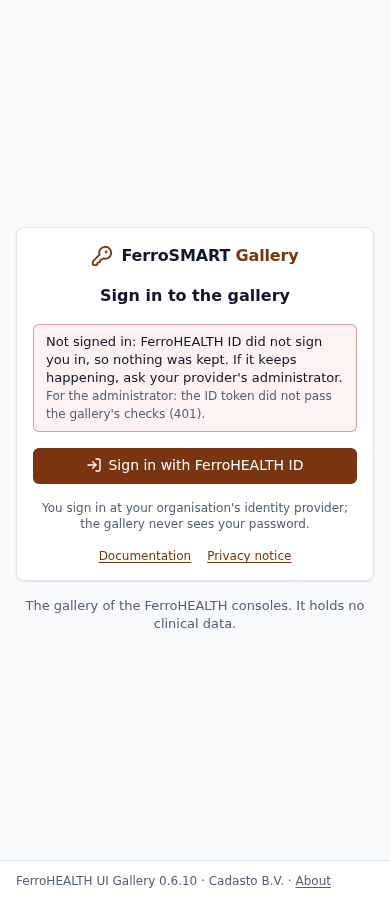 FerroSMART Gallery
Sign in to the gallery
Not signed in: FerroHEALTH ID did not sign
you in, so nothing was kept. If it keeps
happening, ask your provider's administrator.
For the administrator: the ID token did not pass
the gallery's checks (401).
Sign in with FerroHEALTH ID
You sign in at your organisation's identity provider;
the gallery never sees your password.
Documentation Privacy notice
The gallery of the FerroHEALTH consoles. It holds no
clinical data.
FerroHEALTH UI Gallery 0.6.10 · Cadasto B.V. · About